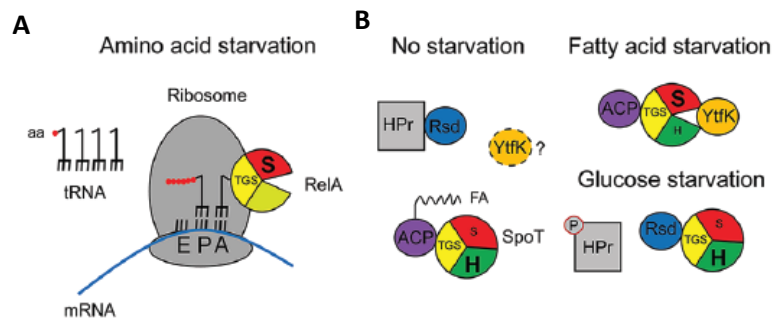 A
Amino acid starvation
Ribosome
aa
tRNA
TGS
S
RelA
E P A
mRNA
B
No starvation
HPr
Rsd
YtfK
?
FA
ACP
TGS
S
H
SpoT
Fatty acid starvation
ACP
TGS
S
H
YtfK
Glucose starvation
P
HPr
Rsd
TGS
S
H